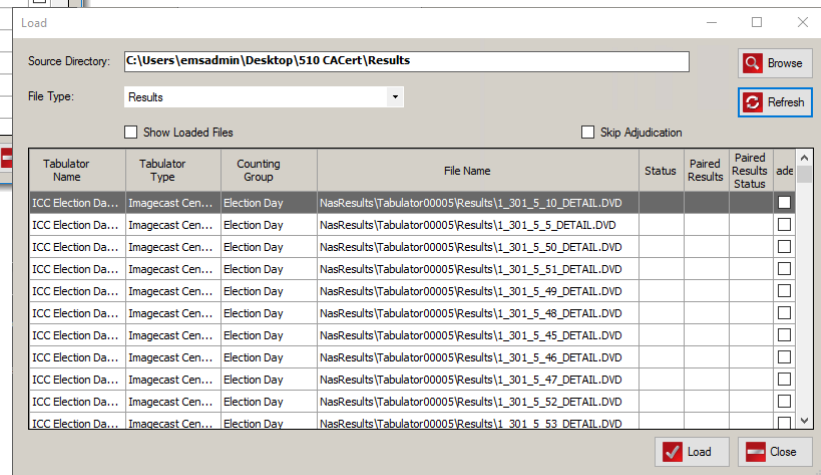 Load
Source Directory: C:\Users\emsadmin\Desktop\510 CACert\Results Browse
File Type: Results Refresh
Show Loaded Files Skip Adjudication
Tabulator Name Tabulator Type Counting Group File Name Status Paired Results Paired Results Status ade
ICC Election Da... Imagecast Cen... Election Day NasResults\Tabulator00005\Results\1_301_5_10_DETAIL.DVD
ICC Election Da... Imagecast Cen... Election Day NasResults\Tabulator00005\Results\1_301_5_5_DETAIL.DVD
ICC Election Da... Imagecast Cen... Election Day NasResults\Tabulator00005\Results\1_301_5_50_DETAIL.DVD
ICC Election Da... Imagecast Cen... Election Day NasResults\Tabulator00005\Results\1_301_5_51_DETAIL.DVD
ICC Election Da... Imagecast Cen... Election Day NasResults\Tabulator00005\Results\1_301_5_49_DETAIL.DVD
ICC Election Da... Imagecast Cen... Election Day NasResults\Tabulator00005\Results\1_301_5_48_DETAIL.DVD
ICC Election Da... Imagecast Cen... Election Day NasResults\Tabulator00005\Results\1_301_5_45_DETAIL.DVD
ICC Election Da... Imagecast Cen... Election Day NasResults\Tabulator00005\Results\1_301_5_46_DETAIL.DVD
ICC Election Da... Imagecast Cen... Election Day NasResults\Tabulator00005\Results\1_301_5_47_DETAIL.DVD
ICC Election Da... Imagecast Cen... Election Day NasResults\Tabulator00005\Results\1_301_5_52_DETAIL.DVD
ICC Election Da... Imagecast Cen... Election Day NasResults\Tabulator00005\Results\1_301_5_53_DETAIL.DVD
Load Close